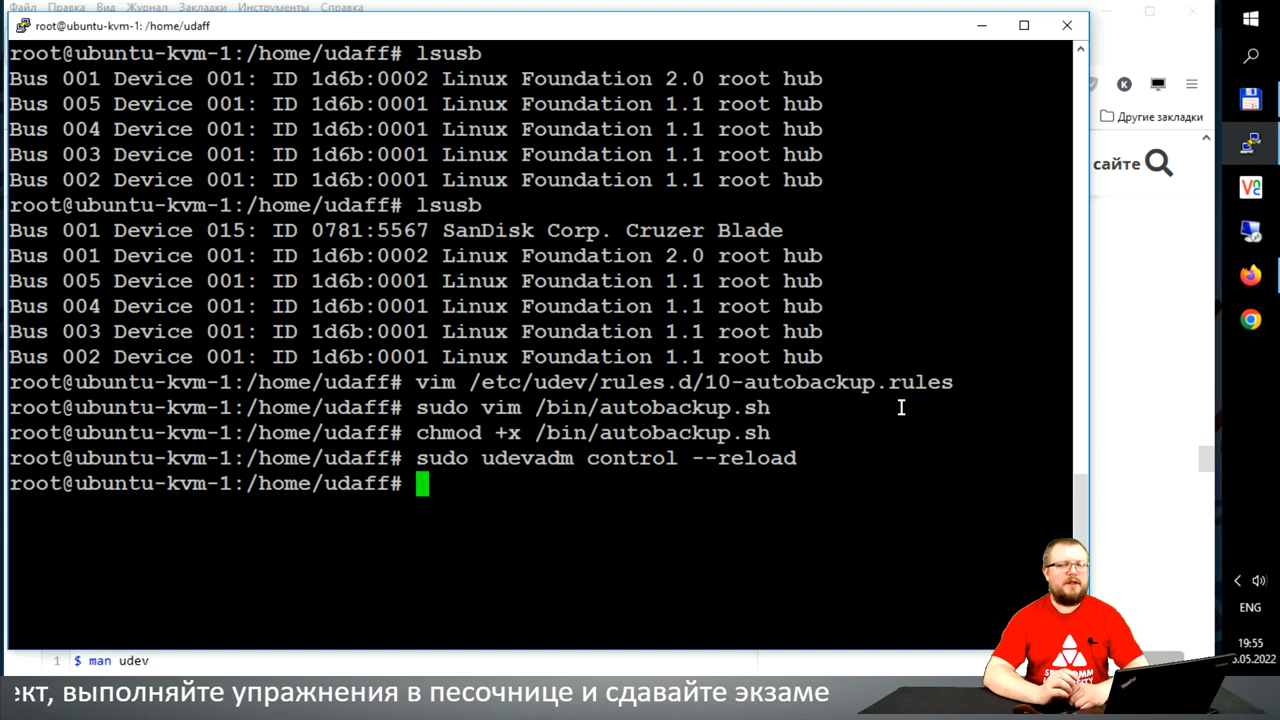 Файл Правка Вид Журнал Закладки Инструменты Справка
root@ubuntu-kvm-1: /home/udaff
root@ubuntu-kvm-1:/home/udaff# lsusb
Bus 001 Device 001: ID 1d6b:0002 Linux Foundation 2.0 root hub
Bus 005 Device 001: ID 1d6b:0001 Linux Foundation 1.1 root hub
Bus 004 Device 001: ID 1d6b:0001 Linux Foundation 1.1 root hub
Bus 003 Device 001: ID 1d6b:0001 Linux Foundation 1.1 root hub
Bus 002 Device 001: ID 1d6b:0001 Linux Foundation 1.1 root hub
root@ubuntu-kvm-1:/home/udaff# lsusb
Bus 001 Device 015: ID 0781:5567 SanDisk Corp. Cruzer Blade
Bus 001 Device 001: ID 1d6b:0002 Linux Foundation 2.0 root hub
Bus 005 Device 001: ID 1d6b:0001 Linux Foundation 1.1 root hub
Bus 004 Device 001: ID 1d6b:0001 Linux Foundation 1.1 root hub
Bus 003 Device 001: ID 1d6b:0001 Linux Foundation 1.1 root hub
Bus 002 Device 001: ID 1d6b:0001 Linux Foundation 1.1 root hub
root@ubuntu-kvm-1:/home/udaff# vim /etc/udev/rules.d/10-autobackup.rules
root@ubuntu-kvm-1:/home/udaff# sudo vim /bin/autobackup.sh
root@ubuntu-kvm-1:/home/udaff# chmod +x /bin/autobackup.sh
root@ubuntu-kvm-1:/home/udaff# sudo udevadm control --reload
root@ubuntu-kvm-1:/home/udaff#
K
Другие закладки
сайте
ENG
19:55
.05.2022
1 $ man udev
ект, выполняйте упражнения в песочнице и сдавайте экзаме